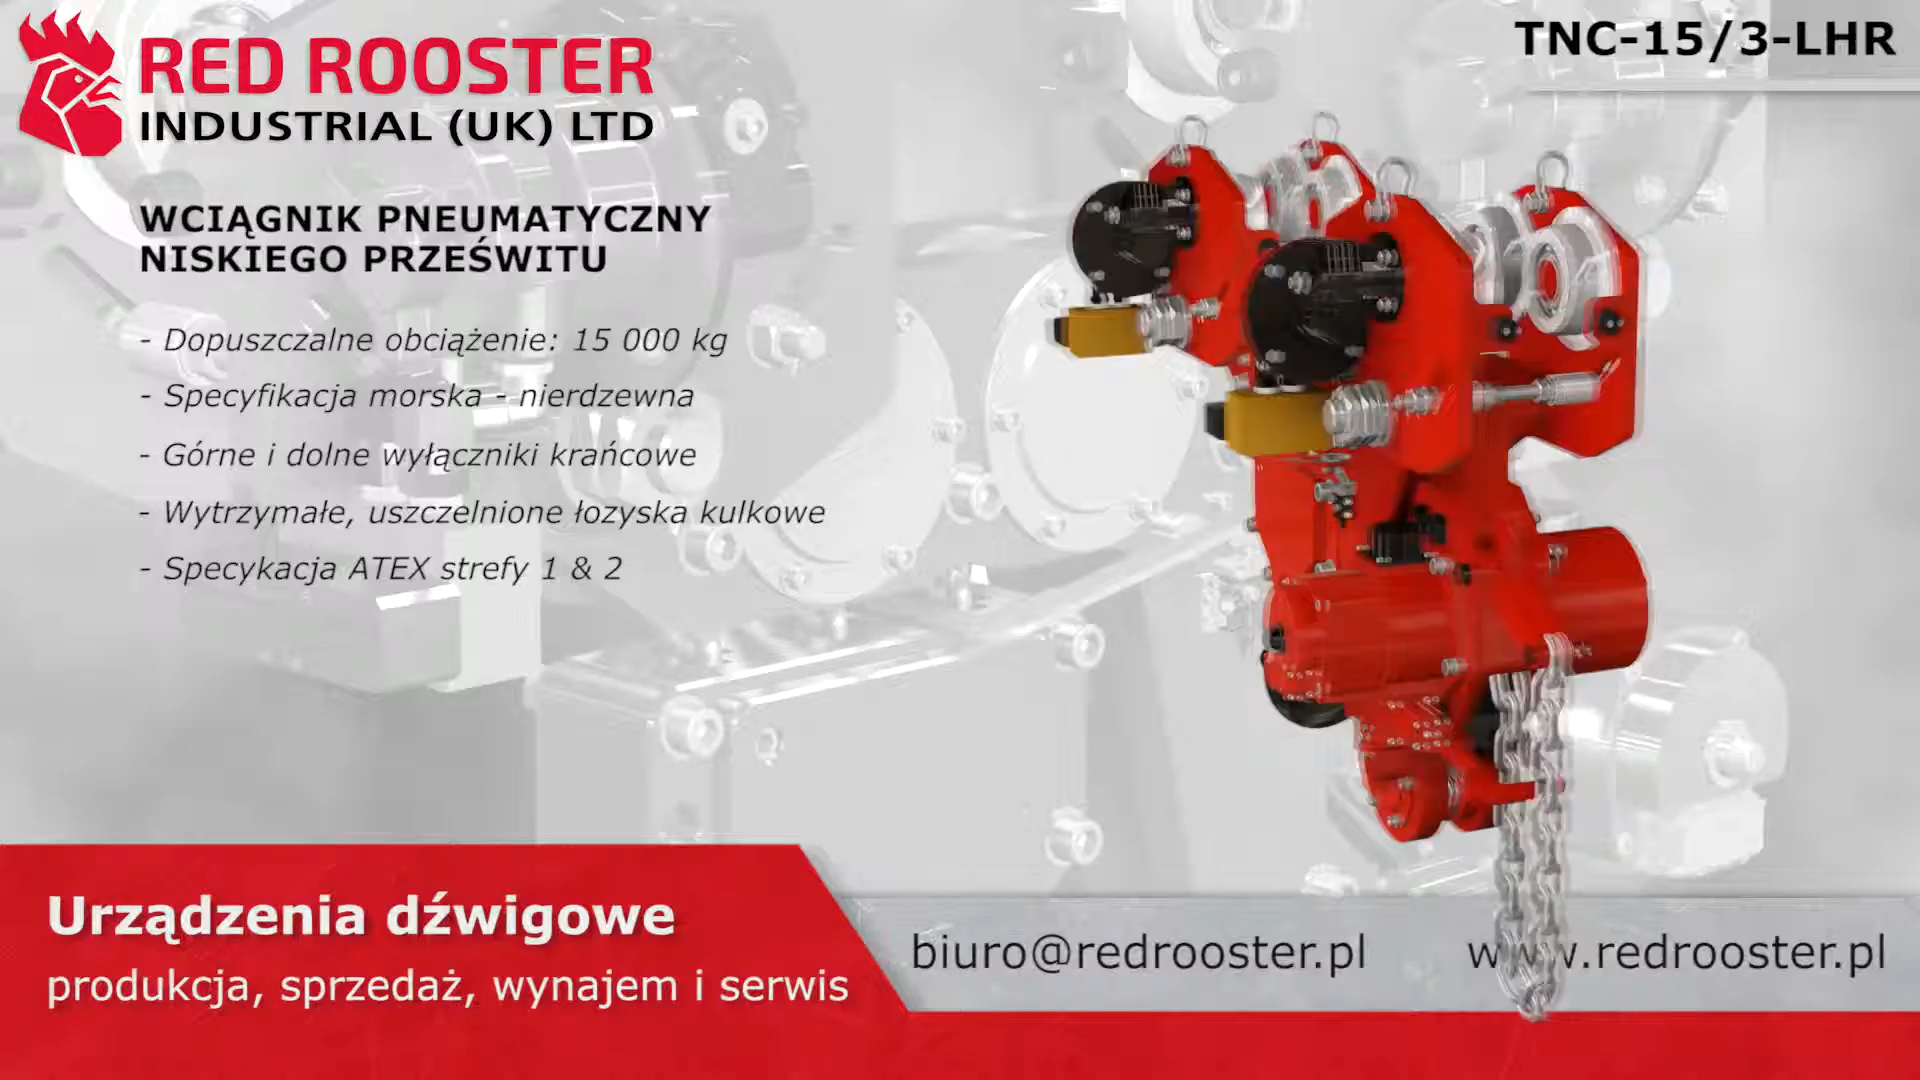 RED ROOSTER
INDUSTRIAL (UK) LTD
TNC-15/3-LHR
WCIĄGNIK PNEUMATYCZNY
NISKIEGO PRZEŚWITU
- Dopuszczalne obciążenie: 15 000 kg
- Specyfikacja morska - nierdzewna
- Górne i dolne wyłączniki krańcowe
- Wytrzymałe, uszczelnione łozyska kulkowe
- Specykacja ATEX strefy 1 & 2
Urządzenia dźwigowe
produkcja, sprzedaż, wynajem i serwis
biuro@redrooster.pl
www.redrooster.pl